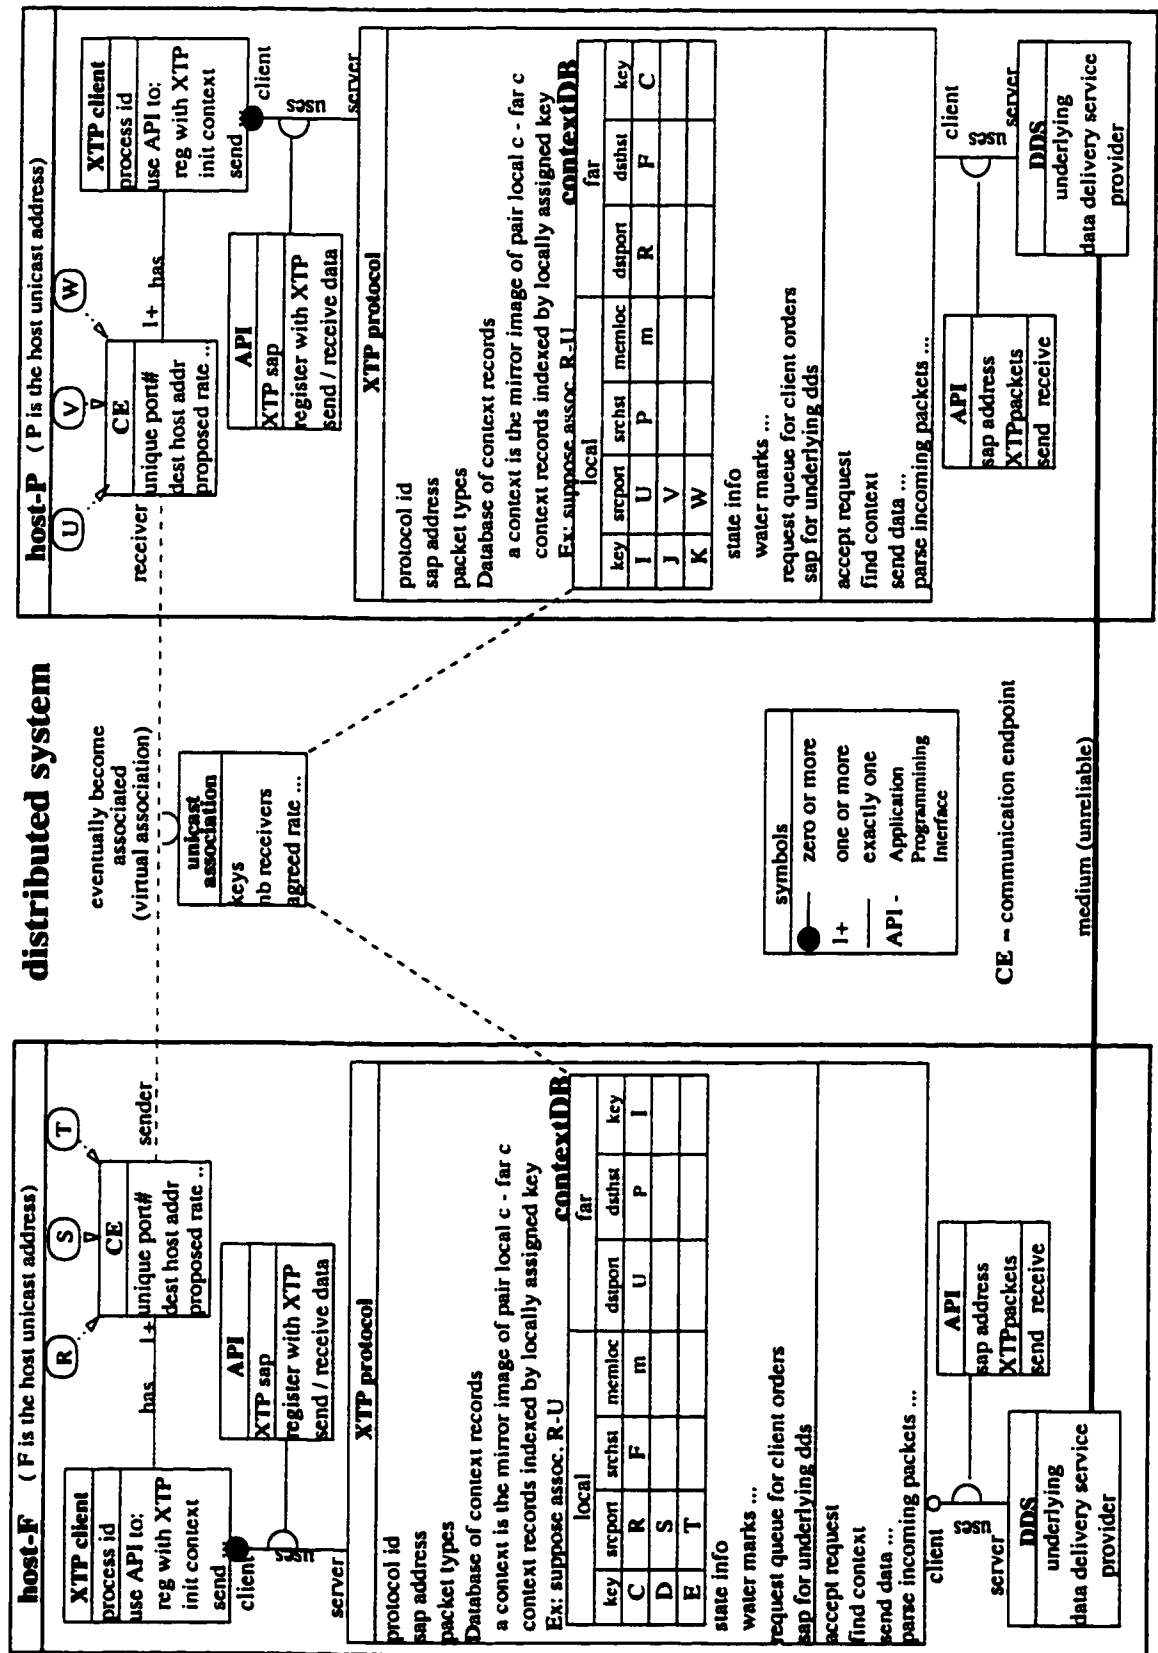 distributed system
host-F ( F is the host unicast address)
R
S
T
XTP client
process id
use API to:
reg with XTP
init context
send ..
has
1+
CE
unique port#
dest host addr
proposed rate ...
sender
client
uses
server
API
XTP sap
register with XTP
send / receive data
XTP protocol
protocol id
sap address
packet types
Database of context records
a context is the mirror image of pair local c - far c
context records indexed by locally assigned key
Ex: suppose assoc. R-U
contextDB
local far
key srcport srchst memloc dstport dsthst key
C R F m U P I
D S
E T
state info
water marks ...
request queue for client orders
sap for underlying dds
accept request
find context
send data ...
parse incoming packets ...
client
uses
server
API
sap address
XTPpackets
send receive
DDS
underlying
data delivery service
provider
eventually become
associated
(virtual association)
unicast
association
keys
nb receivers
agreed rate ...
symbols
zero or more
1+ one or more
exactly one
API - Application
Programmining
Interface
CE -- communication endpoint
medium (unreliable)
host-P ( P is the host unicast address)
U
V
W
receiver
CE
unique port#
dest host addr
proposed rate ...
1+
has
XTP client
process id
use API to:
reg with XTP
init context
send ..
client
uses
server
API
XTP sap
register with XTP
send / receive data
XTP protocol
protocol id
sap address
packet types
Database of context records
a context is the mirror image of pair local c - far c
context records indexed by locally assigned key
Ex: suppose assoc. R-U
contextDB
local far
key srcport srchst memloc dstport dsthst key
I U P m R F C
J V
K W
state info
water marks ...
request queue for client orders
sap for underlying dds
accept request
find context
send data ...
parse incoming packets ...
client
uses
server
API
sap address
XTPpackets
send receive
DDS
underlying
data delivery service
provider